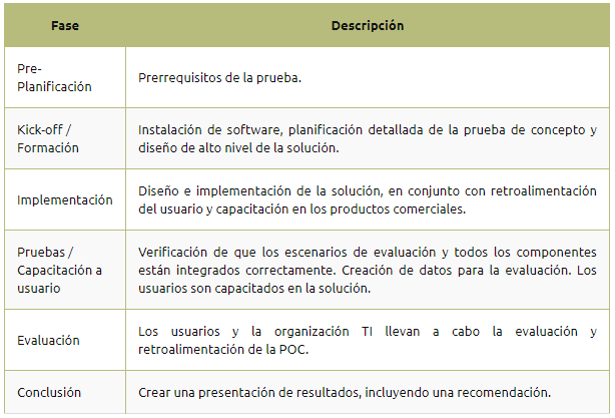 Fase
Descripción
Pre-
Planificación
Prerrequisitos de la prueba.
Kick-off /
Formación
Instalación de software, planificación detallada de la prueba de concepto y
diseño de alto nivel de la solución.
Implementación
Diseño e implementación de la solución, en conjunto con retroalimentación
del usuario y capacitación en los productos comerciales.
Pruebas /
Capacitación a
usuario
Verificación de que los escenarios de evaluación y todos los componentes
están integrados correctamente. Creación de datos para la evaluación. Los
usuarios son capacitados en la solución.
Evaluación
Los usuarios y la organización TI llevan a cabo la evaluación y
retroalimentación de la POC.
Conclusión
Crear una presentación de resultados, incluyendo una recomendación.